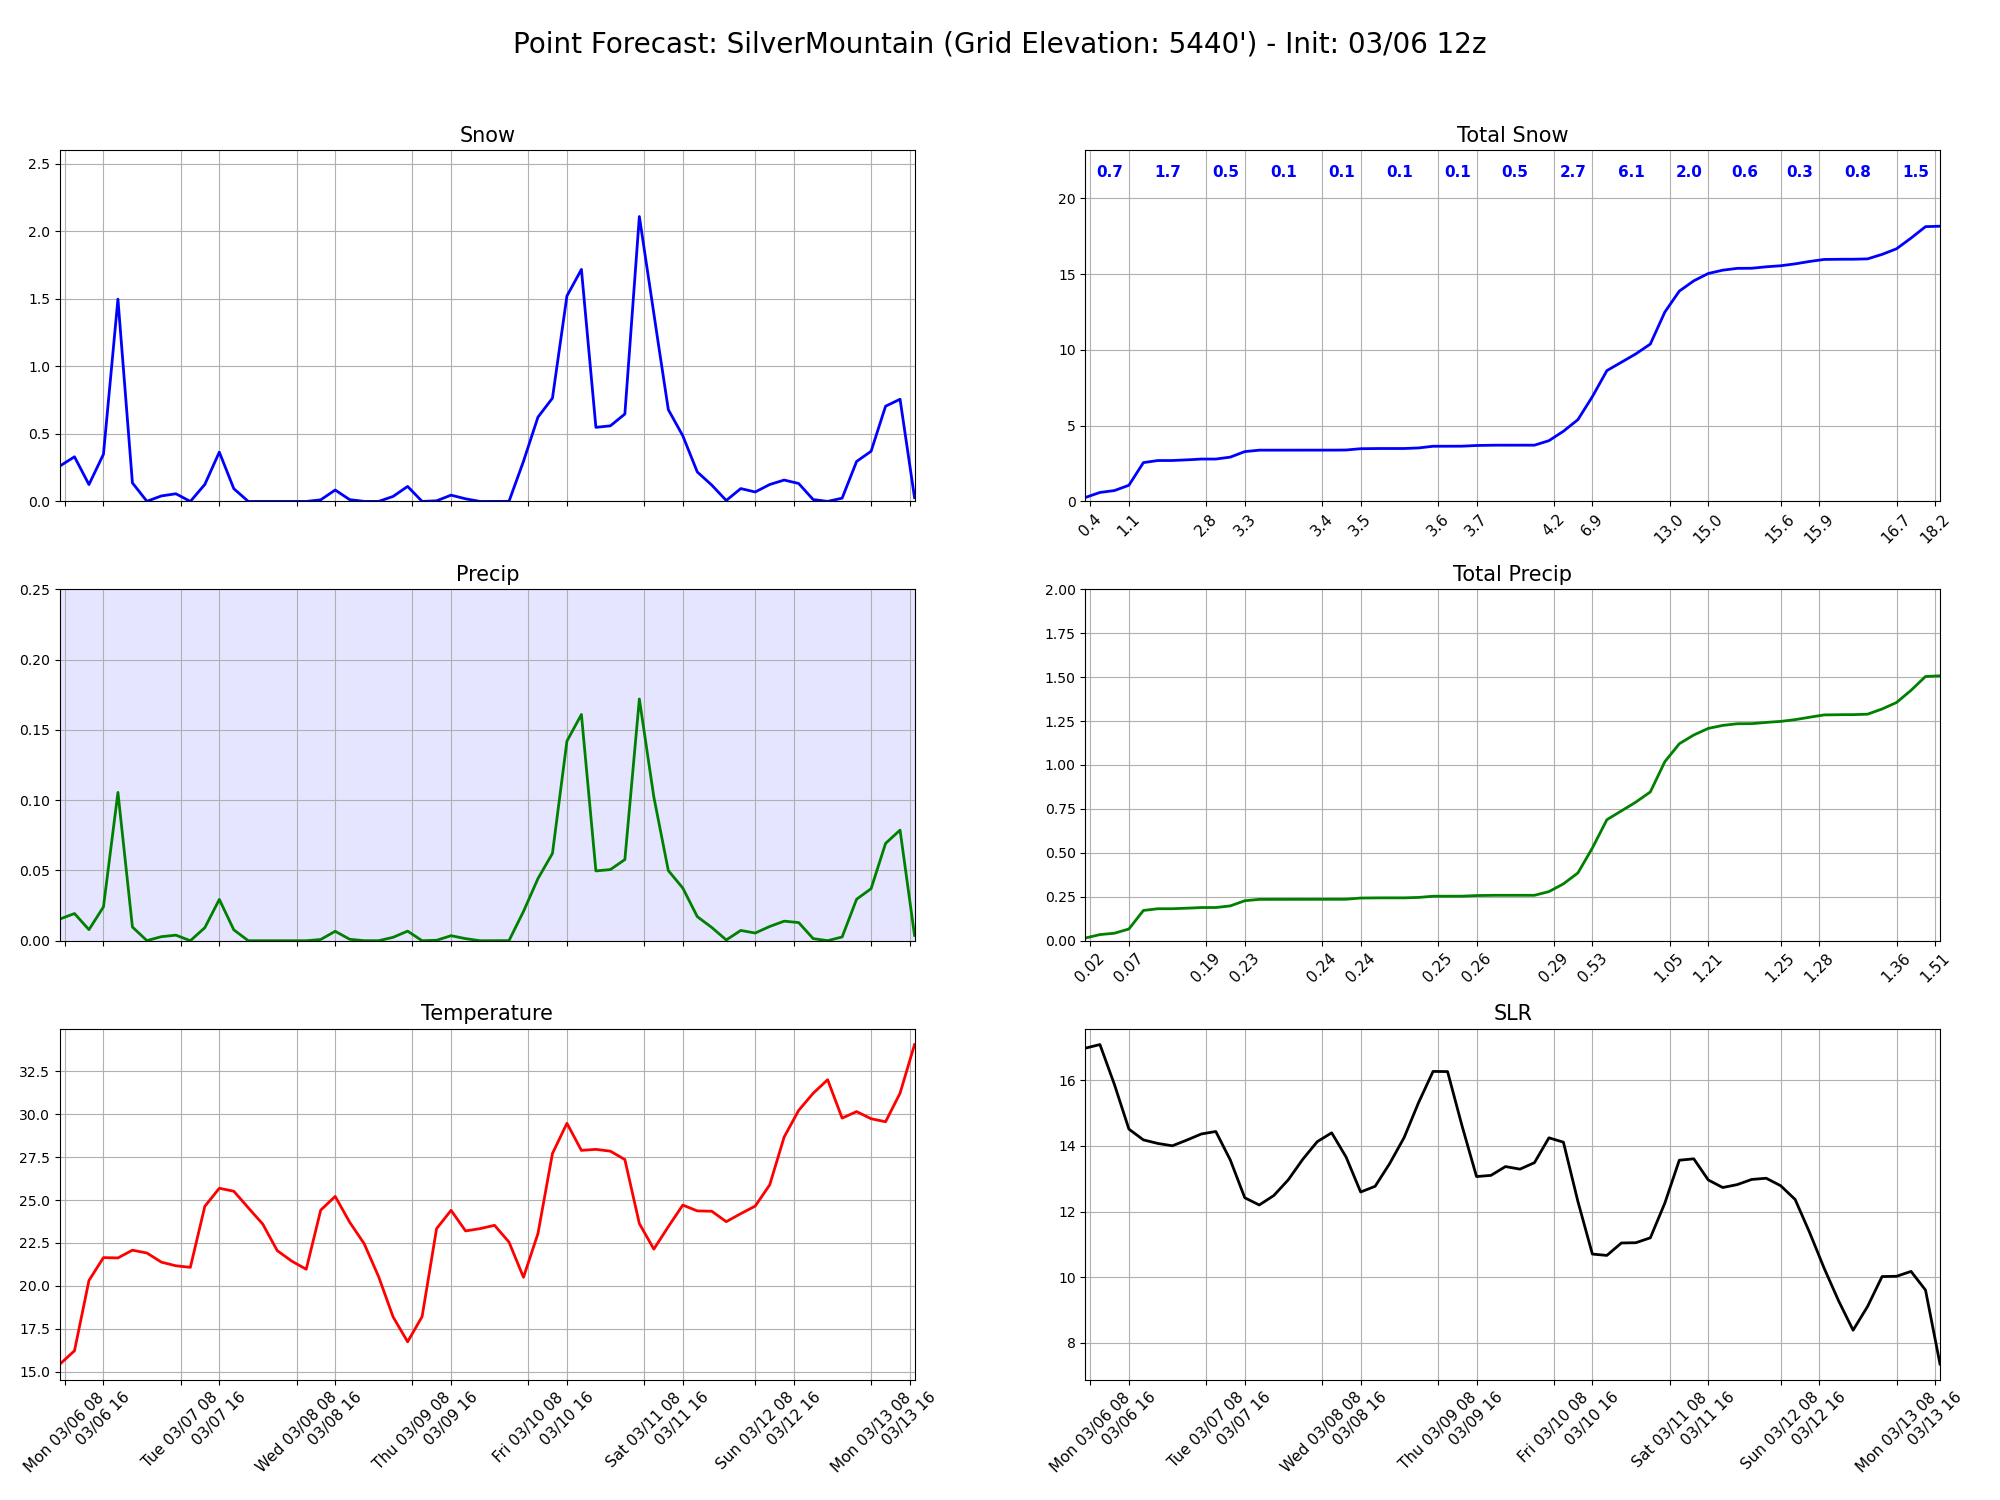 Point Forecast: SilverMountain (Grid Elevation: 5440') - Init: 03/06 12z
Snow
2.5
2.0
1.5
1.0
0.5
0.0
Total Snow
0.7 1.7 0.5 0.1 0.1 0.1 0.1 0.5 2.7 6.1 2.0 0.6 0.3 0.8 1.5
20
15
10
5
0
0.4 1.1 2.8 3.3 3.4 3.5 3.6 3.7 4.2 6.9 13.0 15.0 15.6 15.9 16.7 18.2
Precip
0.25
0.20
0.15
0.10
0.05
0.00
Total Precip
2.00
1.75
1.50
1.25
1.00
0.75
0.50
0.25
0.00
0.02 0.07 0.19 0.23 0.24 0.24 0.25 0.26 0.29 0.53 1.05 1.21 1.25 1.28 1.36 1.51
Temperature
32.5
30.0
27.5
25.0
22.5
20.0
17.5
15.0
Mon 03/06 08
03/06 16
Tue 03/07 08
03/07 16
Wed 03/08 08
03/08 16
Thu 03/09 08
03/09 16
Fri 03/10 08
03/10 16
Sat 03/11 08
03/11 16
Sun 03/12 08
03/12 16
Mon 03/13 08
03/13 16
SLR
16
14
12
10
8
Mon 03/06 08
03/06 16
Tue 03/07 08
03/07 16
Wed 03/08 08
03/08 16
Thu 03/09 08
03/09 16
Fri 03/10 08
03/10 16
Sat 03/11 08
03/11 16
Sun 03/12 08
03/12 16
Mon 03/13 08
03/13 16